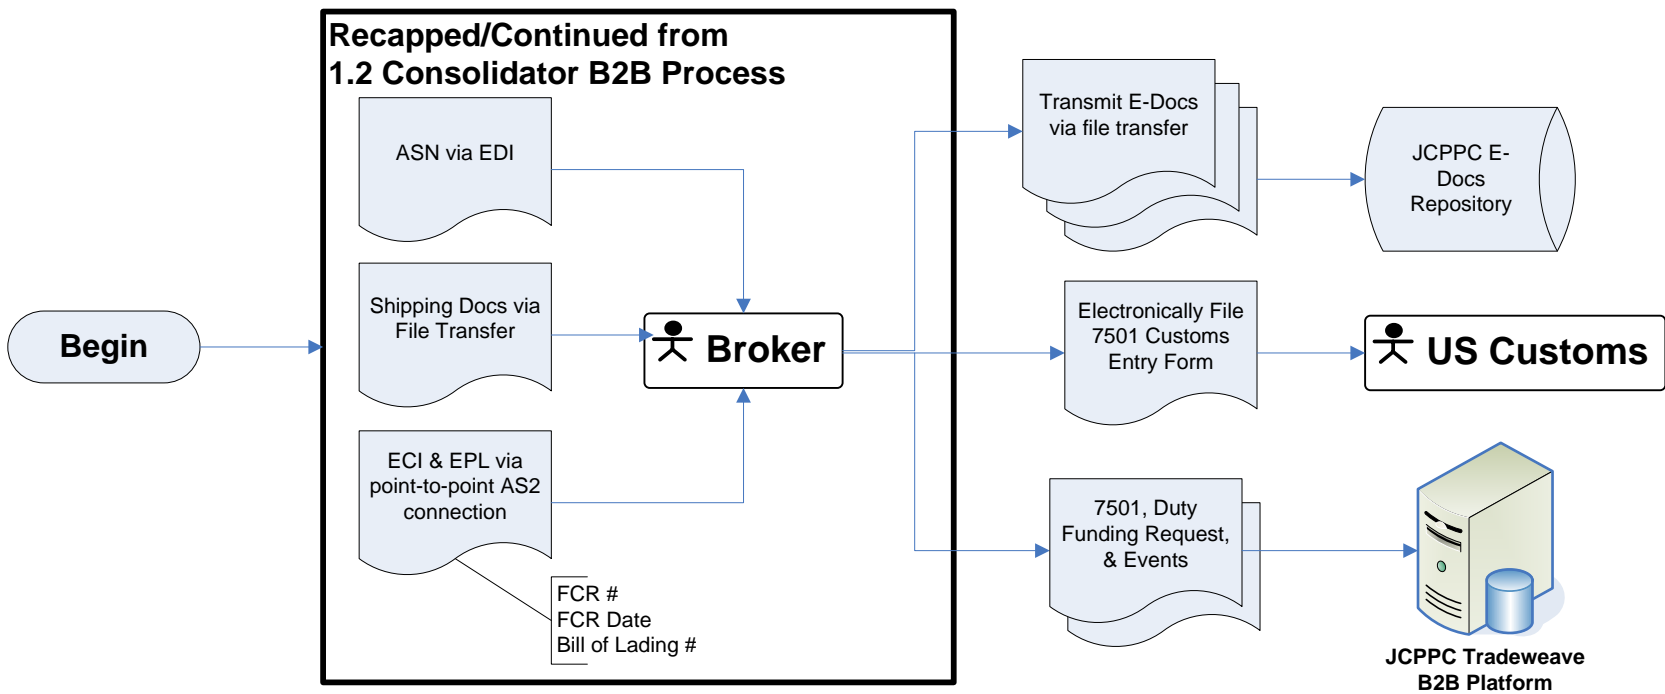 Recapped/Continued from
1.2 Consolidator B2B Process
Begin
ASN via EDI
Shipping Docs via
File Transfer
ECI & EPL via
point-to-point AS2
connection
FCR #
FCR Date
Bill of Lading #
Broker
Transmit E-Docs
via file transfer
JCPPC E-
Docs
Repository
Electronically File
7501 Customs
Entry Form
US Customs
7501, Duty
Funding Request,
& Events
JCPPC Tradeweave
B2B Platform